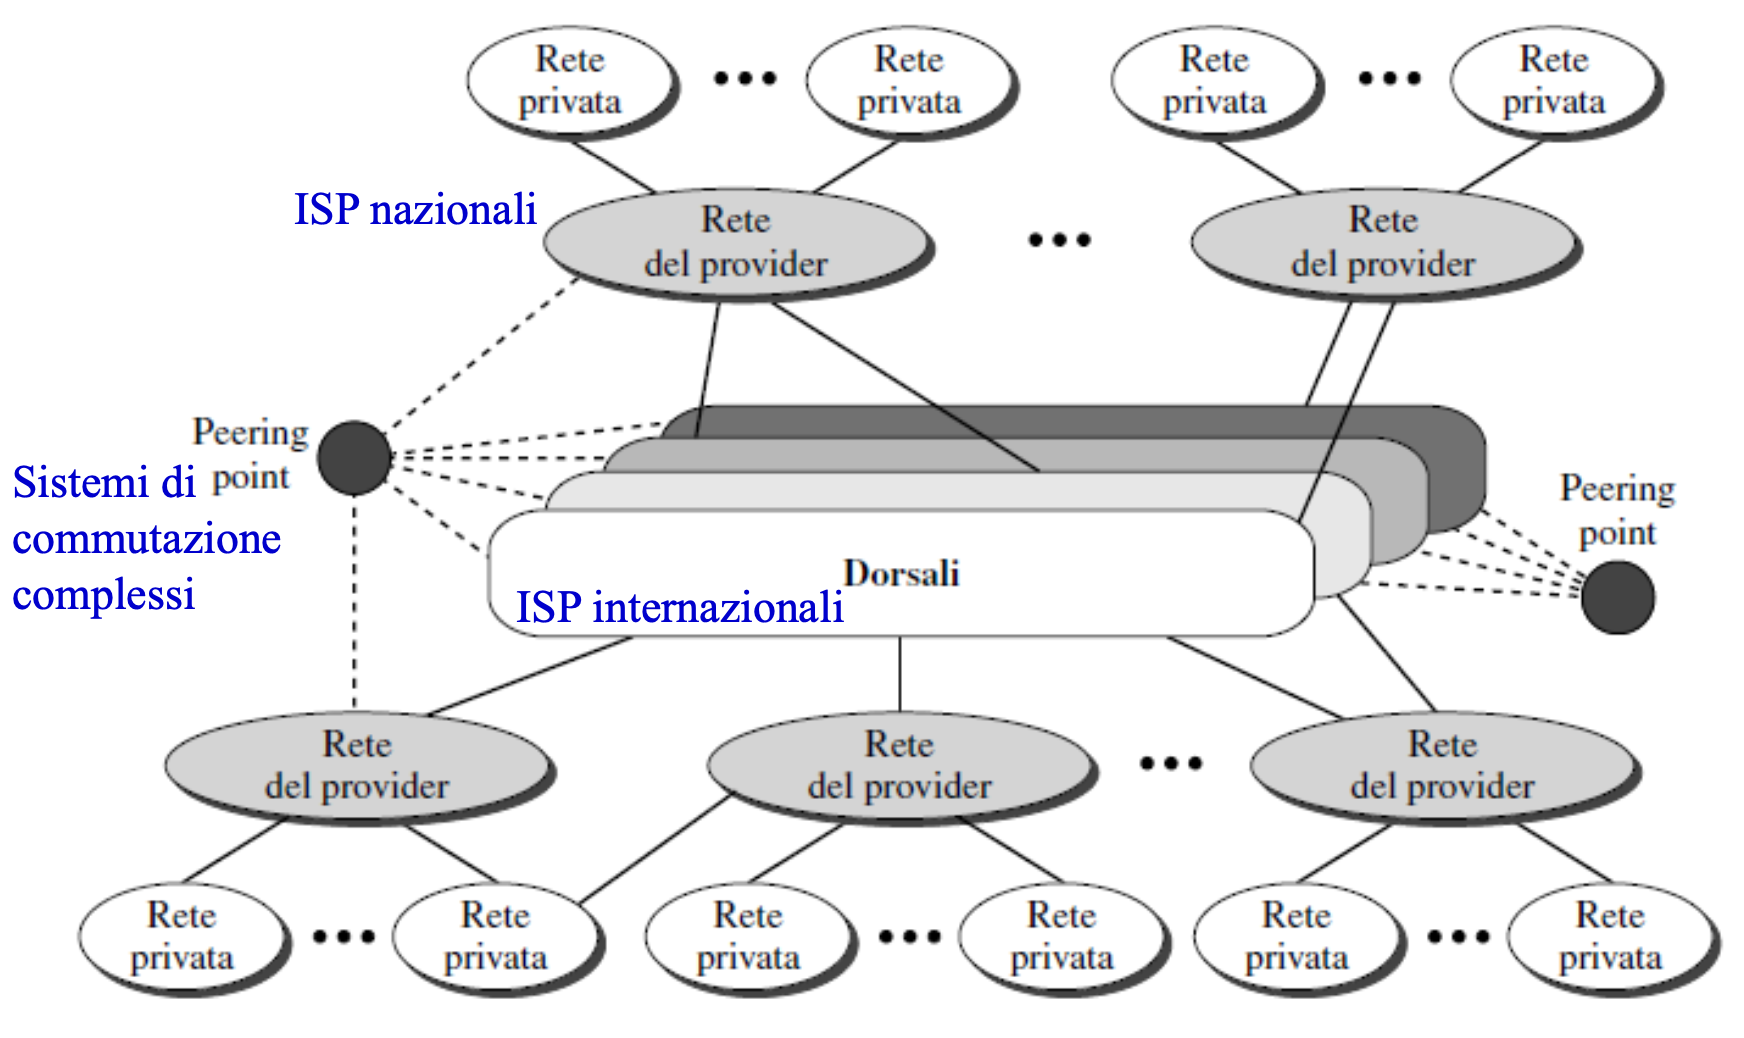 Rete
privata
Rete
privata
Rete
privata
Rete
privata
ISP nazionali
Rete
del provider
Rete
del provider
Peering
point
Sistemi di
commutazione
complessi
Peering
point
Dorsali
ISP internazionali
Rete
del provider
Rete
del provider
Rete
del provider
Rete
privata
Rete
privata
Rete
privata
Rete
privata
Rete
privata
Rete
privata